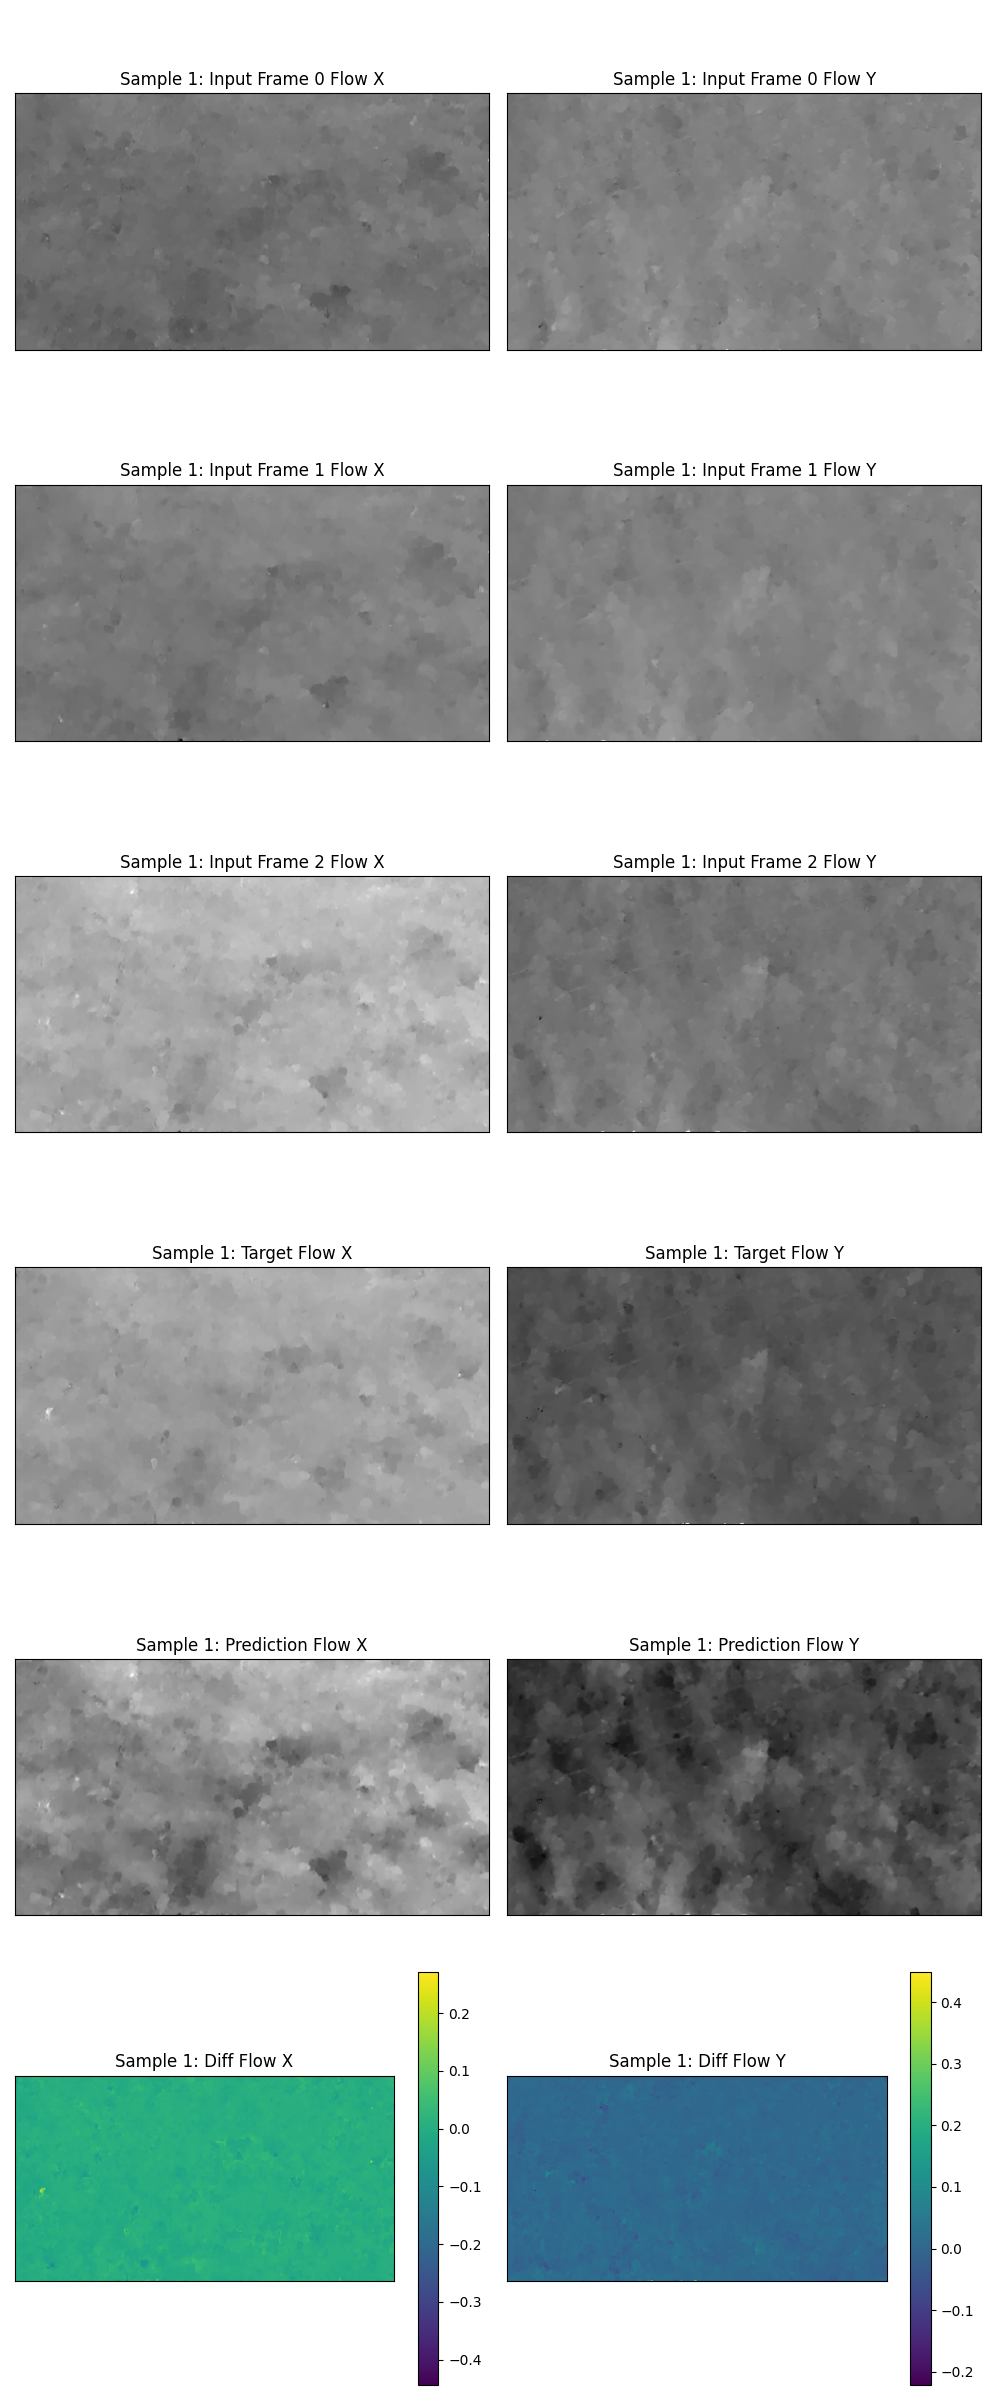 Sample 1: Input Frame 0 Flow X
Sample 1: Input Frame 0 Flow Y
Sample 1: Input Frame 1 Flow X
Sample 1: Input Frame 1 Flow Y
Sample 1: Input Frame 2 Flow X
Sample 1: Input Frame 2 Flow Y
Sample 1: Target Flow X
Sample 1: Target Flow Y
Sample 1: Prediction Flow X
Sample 1: Prediction Flow Y
Sample 1: Diff Flow X
0.2
0.1
0.0
−0.1
−0.2
−0.3
−0.4
Sample 1: Diff Flow Y
0.4
0.3
0.2
0.1
0.0
−0.1
−0.2